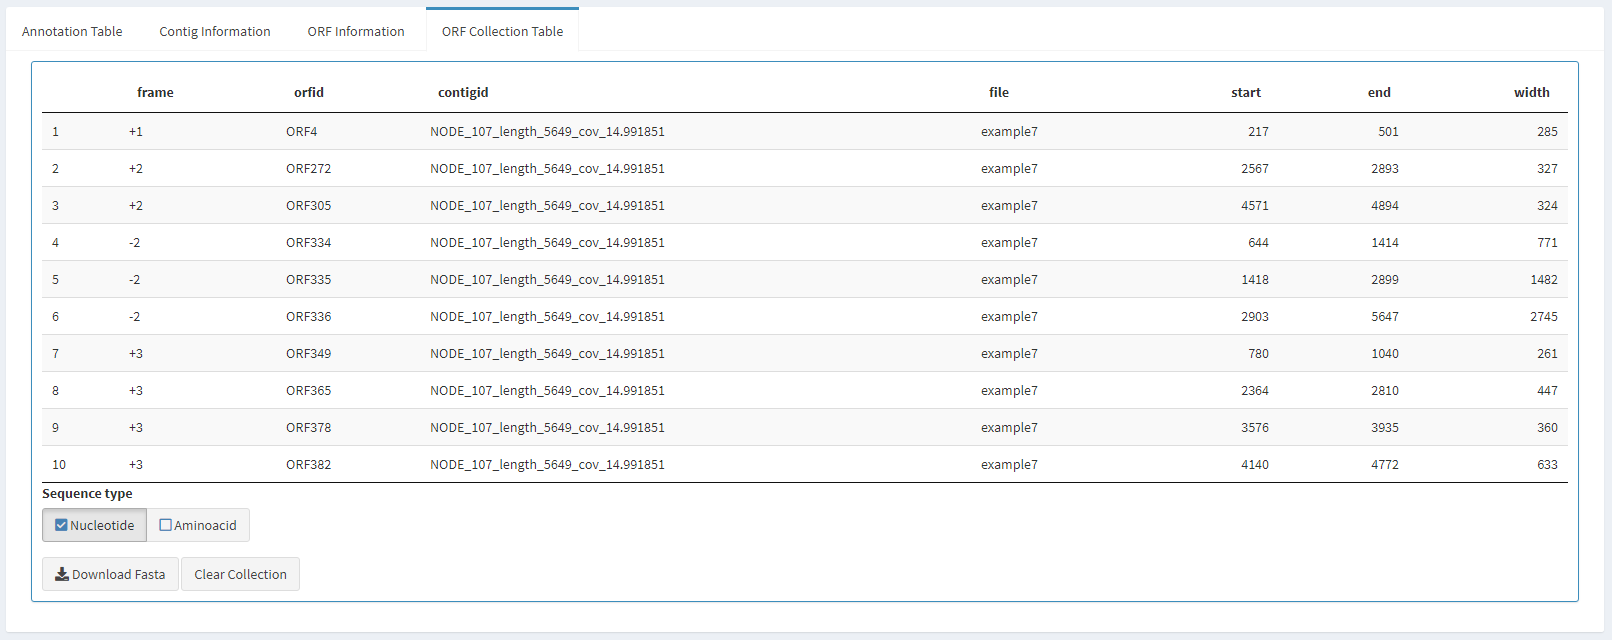 Annotation Table Contig Information ORF Information ORF Collection Table
frame orfid contigid file start end width
1 +1 ORF4 NODE_107_length_5649_cov_14.991851 example7 217 501 285
2 +2 ORF272 NODE_107_length_5649_cov_14.991851 example7 2567 2893 327
3 +2 ORF305 NODE_107_length_5649_cov_14.991851 example7 4571 4894 324
4 -2 ORF334 NODE_107_length_5649_cov_14.991851 example7 644 1414 771
5 -2 ORF335 NODE_107_length_5649_cov_14.991851 example7 1418 2899 1482
6 -2 ORF336 NODE_107_length_5649_cov_14.991851 example7 2903 5647 2745
7 +3 ORF349 NODE_107_length_5649_cov_14.991851 example7 780 1040 261
8 +3 ORF365 NODE_107_length_5649_cov_14.991851 example7 2364 2810 447
9 +3 ORF378 NODE_107_length_5649_cov_14.991851 example7 3576 3935 360
10 +3 ORF382 NODE_107_length_5649_cov_14.991851 example7 4140 4772 633
Sequence type
Nucleotide Aminoacid
Download Fasta Clear Collection